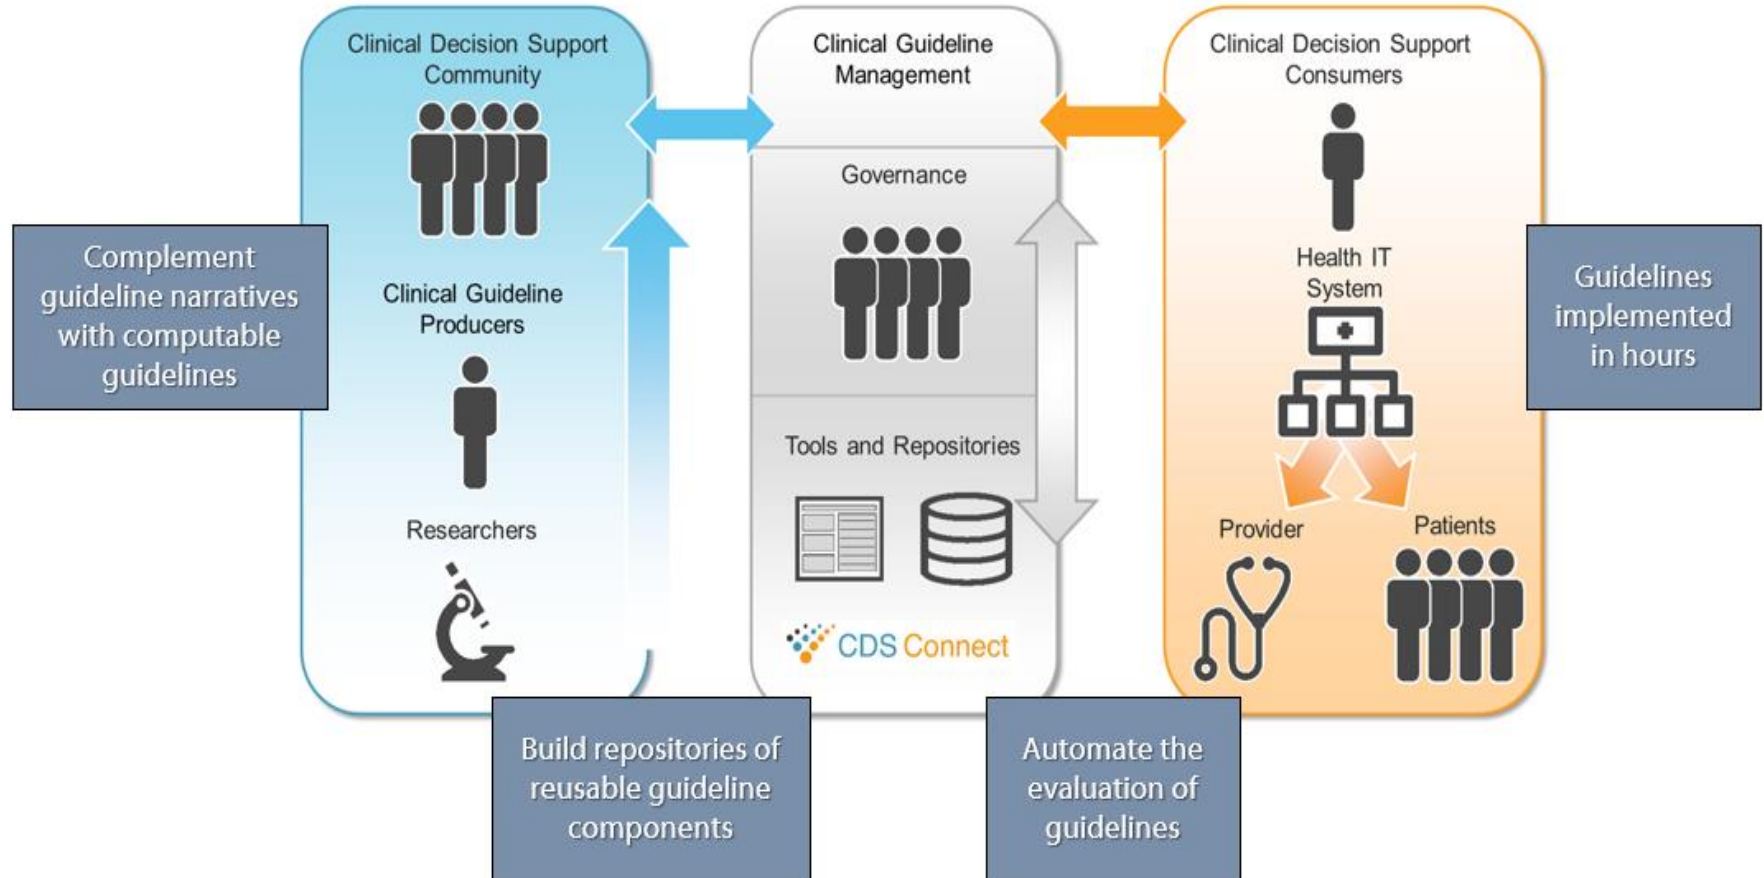 Clinical Decision Support
Community
Clinical Guideline
Producers
Researchers
Complement
guideline narratives
with computable
guidelines
Build repositories of
reusable guideline
components
Clinical Guideline
Management
Governance
Tools and Repositories
CDS Connect
Automate the
evaluation of
guidelines
Clinical Decision Support
Consumers
Health IT
System
Provider
Patients
Guidelines
implemented
in hours